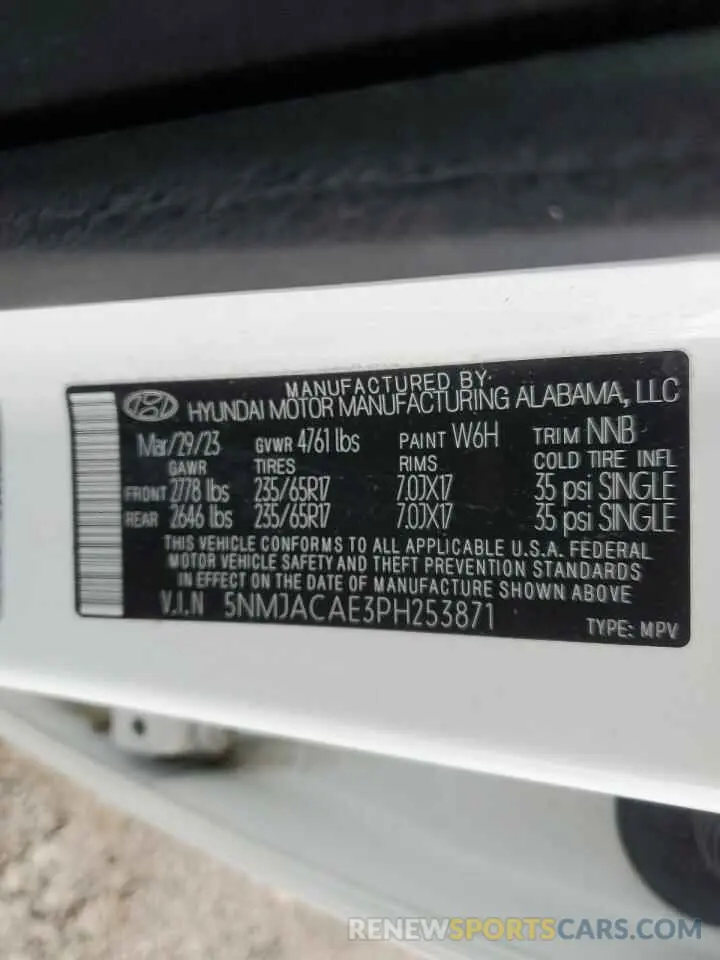 MANUFACTURED BY:
HYUNDAI MOTOR MANUFACTURING ALABAMA, LLC
Mar/29/23 GVWR 4761 lbs PAINT W6H TRIM NNB
GAWR TIRES RIMS COLD TIRE INFL
FRONT 2778 lbs 235/65R17 7.0JX17 35 psi SINGLE
REAR 2646 lbs 235/65R17 7.0JX17 35 psi SINGLE
THIS VEHICLE CONFORMS TO ALL APPLICABLE U.S.A. FEDERAL
MOTOR VEHICLE SAFETY AND THEFT PREVENTION STANDARDS
IN EFFECT ON THE DATE OF MANUFACTURE SHOWN ABOVE
V.I.N 5NMJACAE3PH253871
TYPE: MPV
RENEWSPORTSCARS.COM